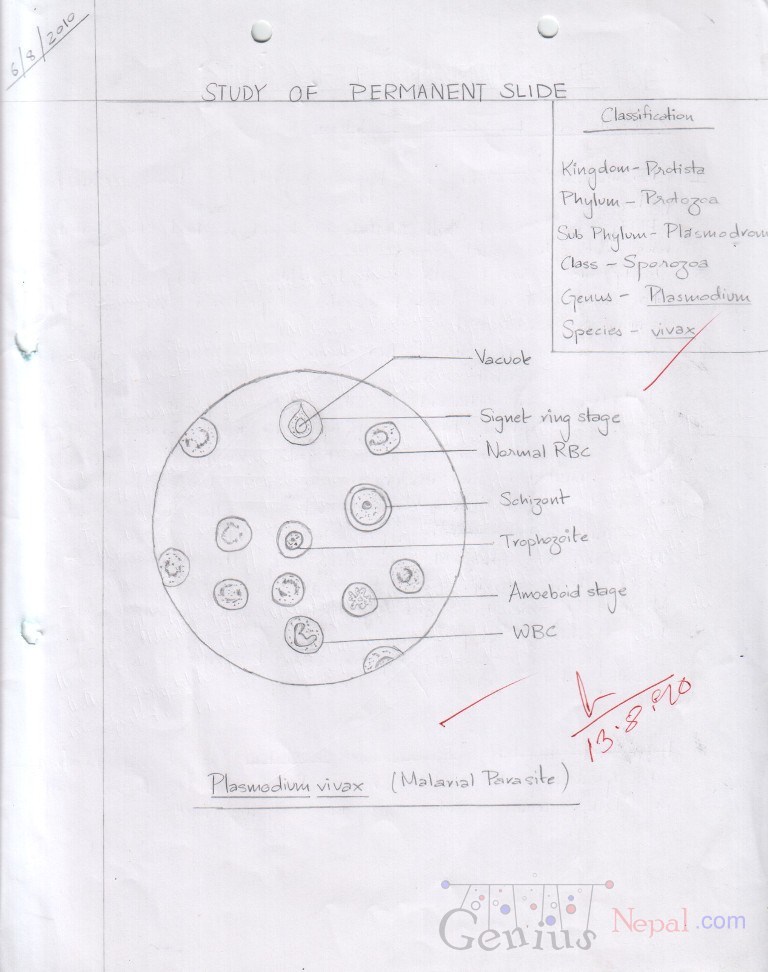 6/8/2010
STUDY OF PERMANENT SLIDE
Classification
Kingdom - Protista
Phylum - Protozoa
Sub Phylum - Plasmodrom
Class - Sporozoa
Genus - Plasmodium
Species - vivax
Vacuole
Signet ring stage
Normal RBC
Schizont
Trophozoite
Amoeboid stage
WBC
13.8.2010
Plasmodium vivax (Malarial Parasite)
Genius Nepal.com